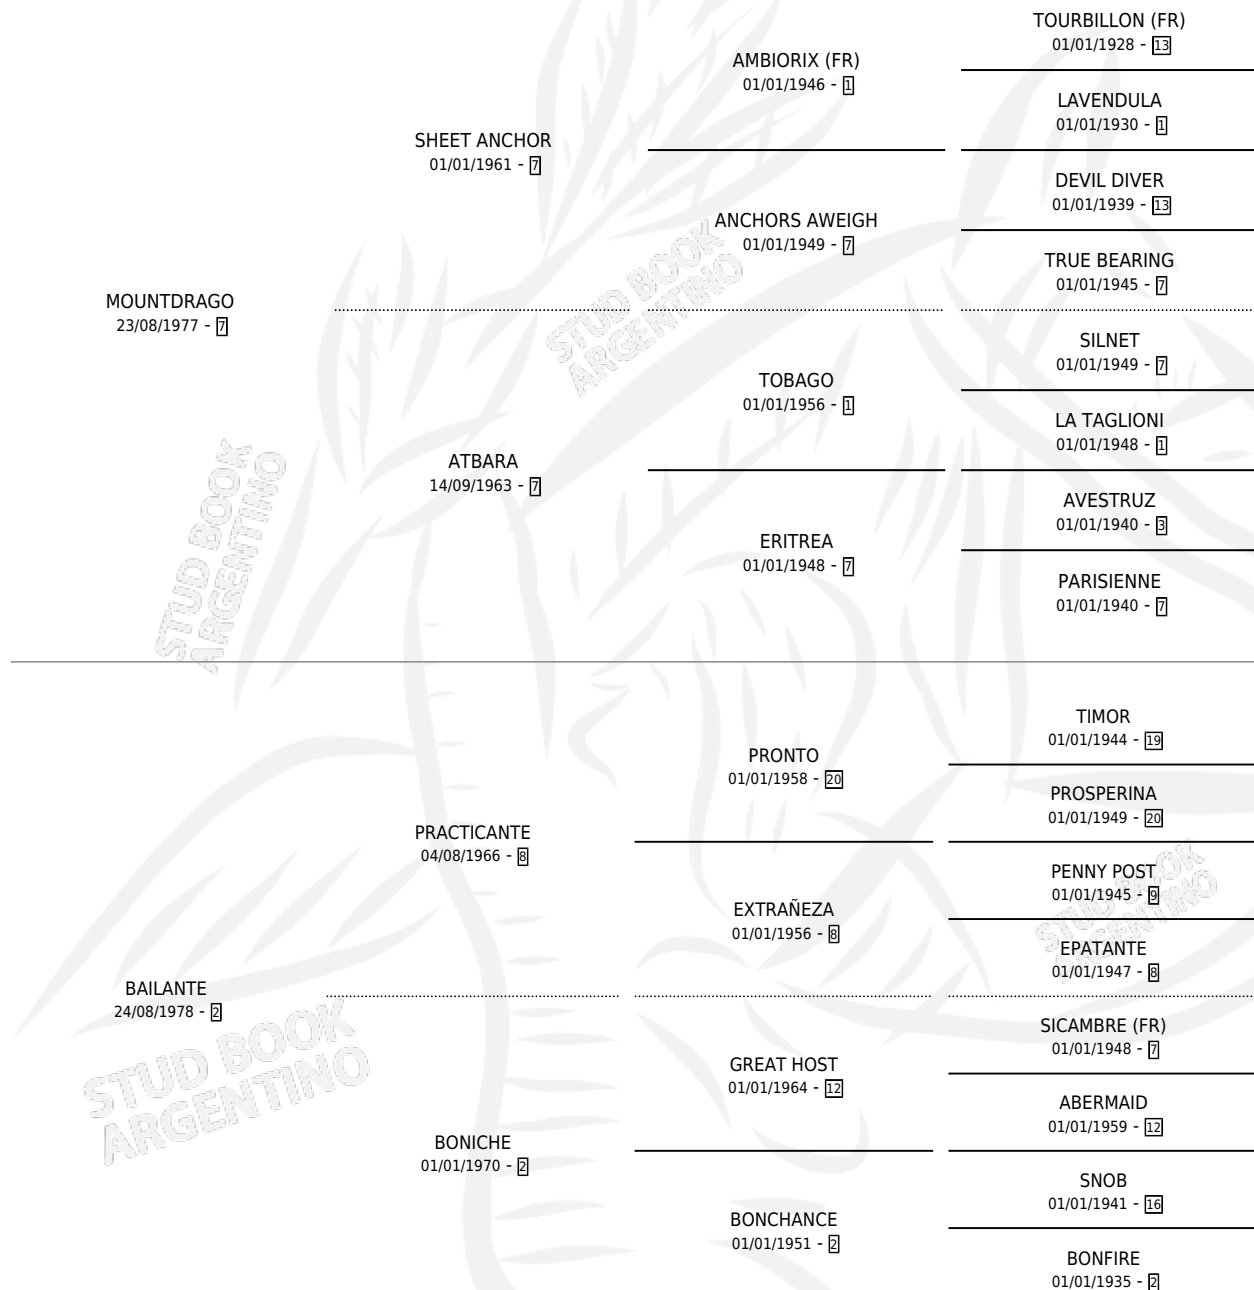 TOURBILLON (FR)
01/01/1928 - 13
AMBIORIX (FR)
01/01/1946 - 1
LAVENDULA
01/01/1930 - 1
SHEET ANCHOR
01/01/1961 - 7
DEVIL DIVER
01/01/1939 - 13
ANCHORS AWEIGH
01/01/1949 - 7
TRUE BEARING
01/01/1945 - 7
MOUNTDRAGO
23/08/1977 - 7
SILNET
01/01/1949 - 7
TOBAGO
01/01/1956 - 1
LA TAGLIONI
01/01/1948 - 1
ATBARA
14/09/1963 - 7
AVESTRUZ
01/01/1940 - 3
ERITREA
01/01/1948 - 7
PARISIENNE
01/01/1940 - 7
TIMOR
01/01/1944 - 19
PRONTO
01/01/1958 - 20
PROSPERINA
01/01/1949 - 20
PRACTICANTE
04/08/1966 - 8
PENNY POST
01/01/1945 - 9
EXTRAÑEZA
01/01/1956 - 8
EPATANTE
01/01/1947 - 8
BAILANTE
24/08/1978 - 2
SICAMBRE (FR)
01/01/1948 - 7
GREAT HOST
01/01/1964 - 12
ABERMAID
01/01/1959 - 12
BONICHE
01/01/1970 - 2
SNOB
01/01/1941 - 16
BONCHANCE
01/01/1951 - 2
BONFIRE
01/01/1935 - 2
STUD BOOK
ARGENTINO
STUD BOOK
ARGENTINO
STUD BOOK
ARGENTINO
STUD BOOK
ARGENTINO